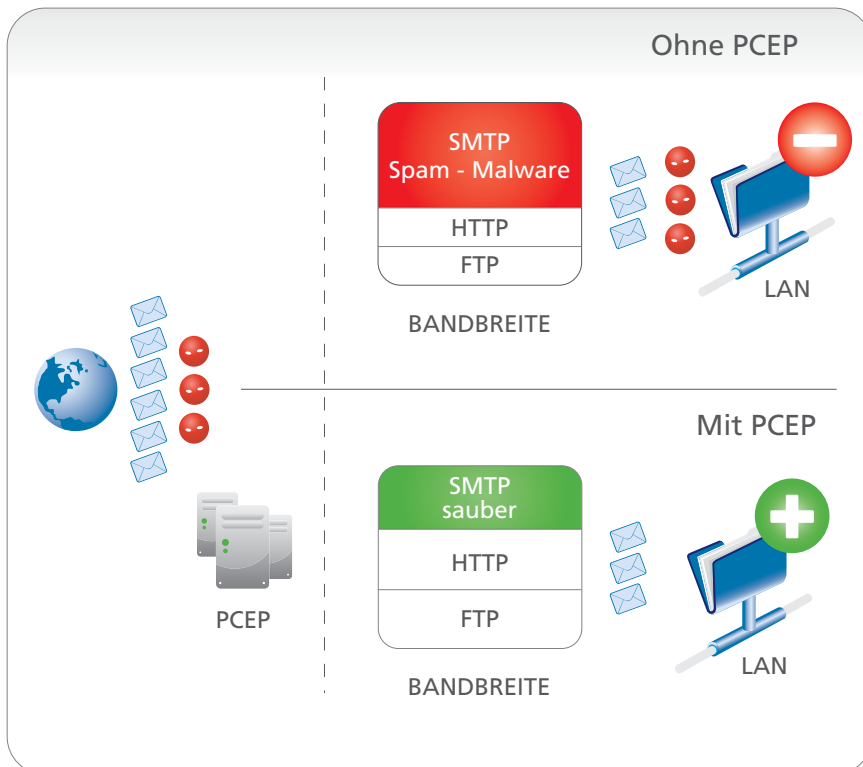 Ohne PCEP
SMTP
Spam - Malware
HTTP
FTP
BANDBREITE
LAN
Mit PCEP
SMTP
sauber
HTTP
FTP
BANDBREITE
LAN
PCEP